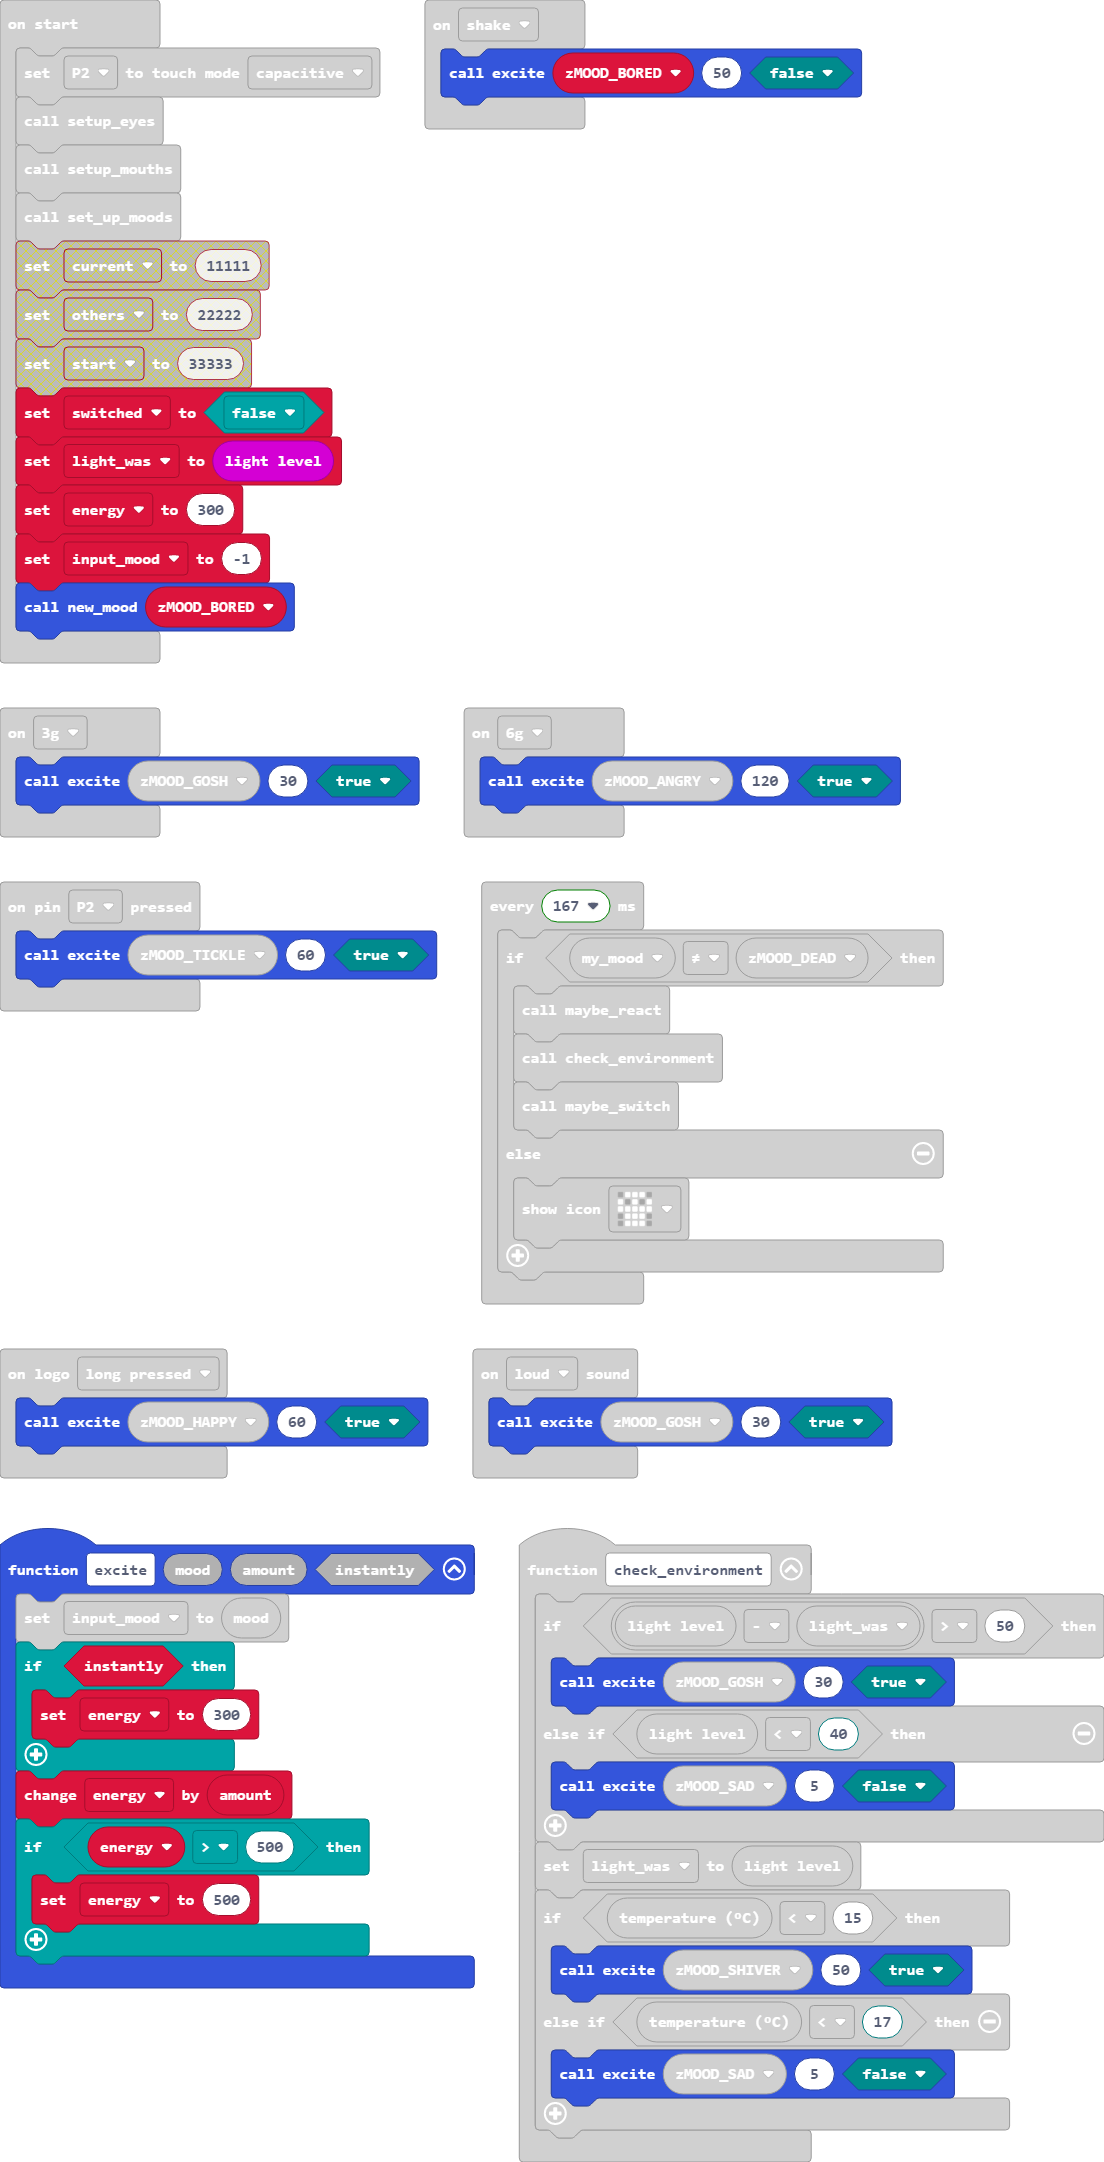 on start
set P2 to touch mode capacitive
call setup_eyes
call setup_mouths
call set_up_moods
set current to 11111
set others to 22222
set start to 33333
set switched to false
set light_was to light level
set energy to 300
set input_mood to -1
call new_mood zMOOD_BORED
on shake
call excite zMOOD_BORED 50 false
on 3g
call excite zMOOD_GOSH 30 true
on 6g
call excite zMOOD_ANGRY 120 true
on pin P2 pressed
call excite zMOOD_TICKLE 60 true
every 167 ms
if my_mood ≠ zMOOD_DEAD then
call maybe_react
call check_environment
call maybe_switch
else
show icon
on logo long pressed
call excite zMOOD_HAPPY 60 true
on loud sound
call excite zMOOD_GOSH 30 true
function excite mood amount instantly
set input_mood to mood
if instantly then
set energy to 300
change energy by amount
if energy > 500 then
set energy to 500
function check_environment
if light level - light_was > 50 then
call excite zMOOD_GOSH 30 true
else if light level < 40 then
call excite zMOOD_SAD 5 false
set light_was to light level
if temperature (°C) < 15 then
call excite zMOOD_SHIVER 50 true
else if temperature (°C) < 17 then
call excite zMOOD_SAD 5 false